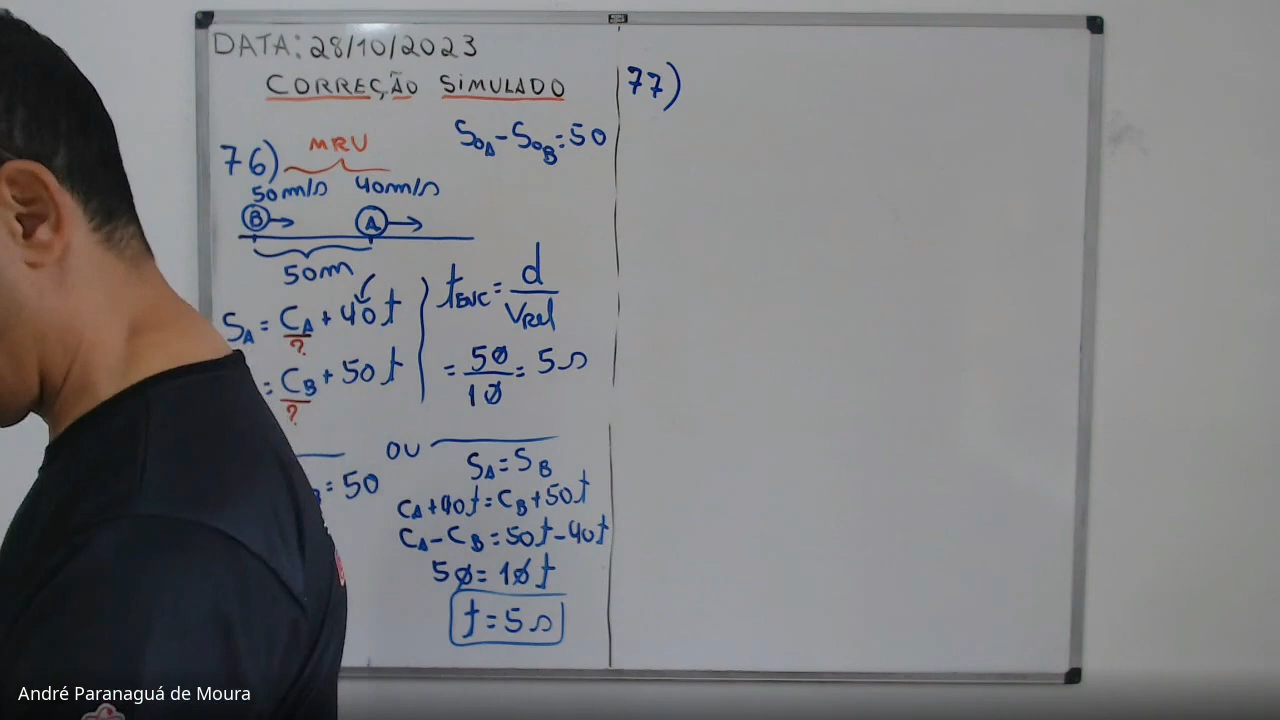 DATA: 28/10/2023
CORREÇÃO SIMULADO
76) MRU
S₀A - S₀B = 50
50m/s 40m/s
B A
50m
SA = CA + 40t
?
= CB + 50t
?
tENC = d/VRel
= 50/10 = 5s
OU
B = 50
SA = SB
CA + 40t = CB + 50t
CA - CB = 50t - 40t
50 = 10t
t = 5s
77)
André Paranaguá de Moura